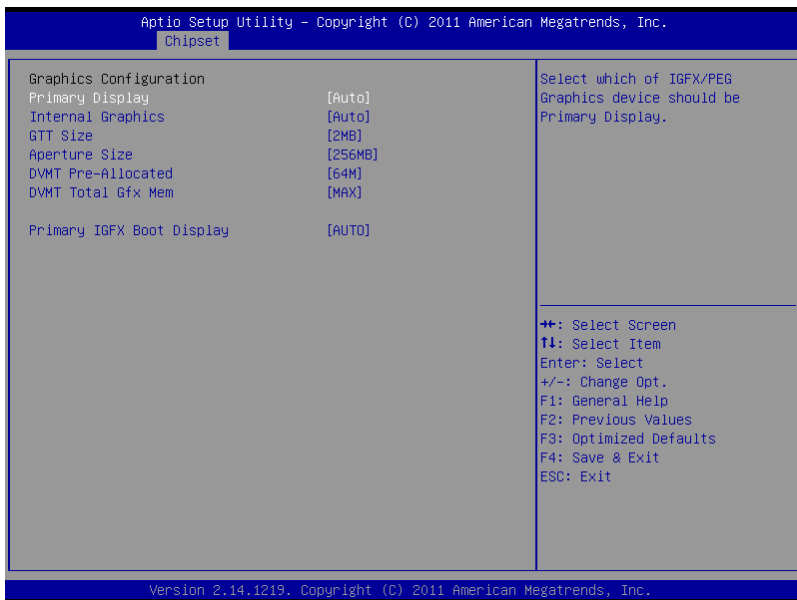 Aptio Setup Utility – Copyright (C) 2011 American Megatrends, Inc.
Chipset
Graphics Configuration
Primary Display [Auto]
Internal Graphics [Auto]
GTT Size [2MB]
Aperture Size [256MB]
DVMT Pre-Allocated [64M]
DVMT Total Gfx Mem [MAX]
Primary IGFX Boot Display [AUTO]
Select which of IGFX/PEG
Graphics device should be
Primary Display.
→←: Select Screen
↑↓: Select Item
Enter: Select
+/-: Change Opt.
F1: General Help
F2: Previous Values
F3: Optimized Defaults
F4: Save & Exit
ESC: Exit
Version 2.14.1219. Copyright (C) 2011 American Megatrends, Inc.